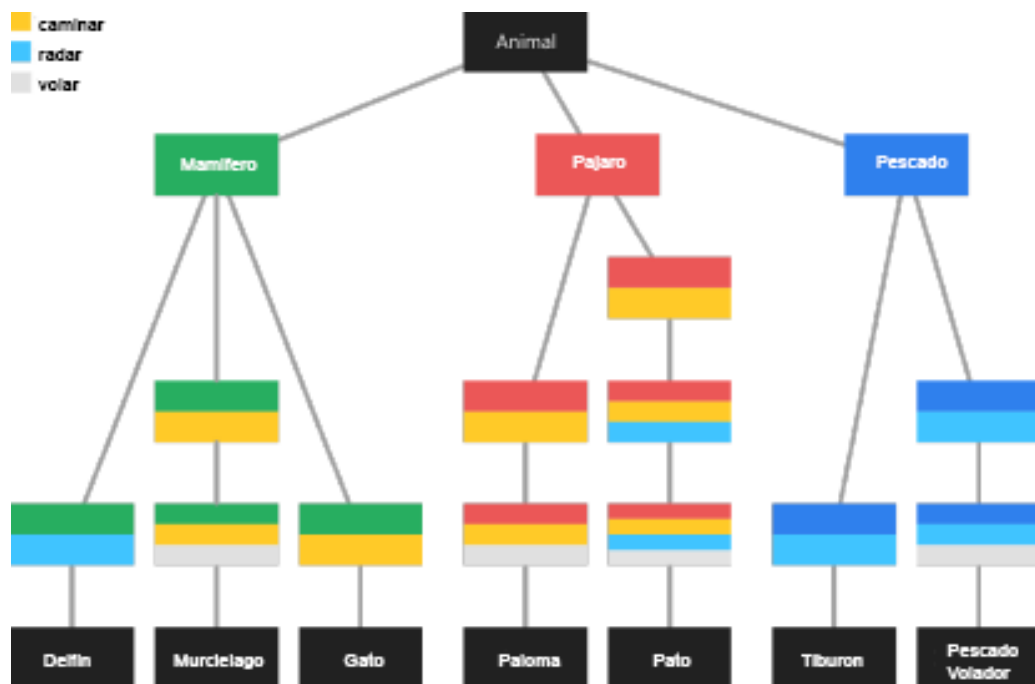 caminar
radar
volar
Animal
Mamifero
Pajaro
Pescado
Delfin
Murcielago
Gato
Paloma
Pato
Tiburon
Pescado
Volador